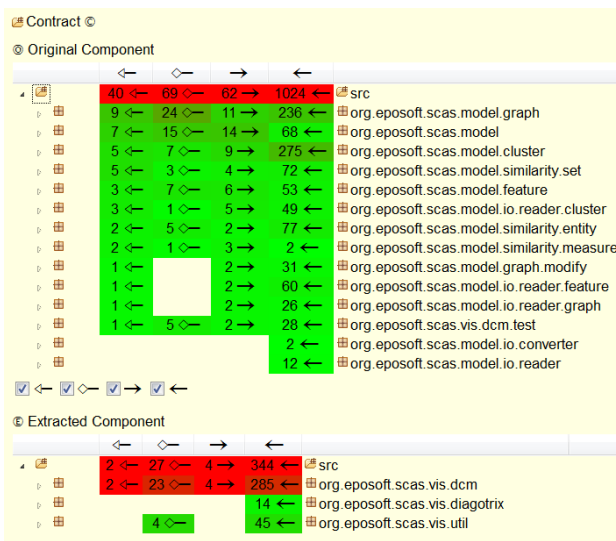 Contract ©
Ⓞ Original Component
◁— ◇— → ←
40 ◁— 69 ◇— 62 → 1024 ← src
9 ◁— 24 ◇— 11 → 236 ← org.eposoft.scas.model.graph
7 ◁— 15 ◇— 14 → 68 ← org.eposoft.scas.model
5 ◁— 7 ◇— 9 → 275 ← org.eposoft.scas.model.cluster
5 ◁— 3 ◇— 4 → 72 ← org.eposoft.scas.model.similarity.set
3 ◁— 7 ◇— 6 → 53 ← org.eposoft.scas.model.feature
3 ◁— 1 ◇— 5 → 49 ← org.eposoft.scas.model.io.reader.cluster
2 ◁— 5 ◇— 2 → 77 ← org.eposoft.scas.model.similarity.entity
2 ◁— 1 ◇— 3 → 2 ← org.eposoft.scas.model.similarity.measure
1 ◁— 2 → 31 ← org.eposoft.scas.model.graph.modify
1 ◁— 2 → 60 ← org.eposoft.scas.model.io.reader.feature
1 ◁— 2 → 26 ← org.eposoft.scas.model.io.reader.graph
1 ◁— 5 ◇— 2 → 28 ← org.eposoft.scas.vis.dcm.test
2 ← org.eposoft.scas.model.io.converter
12 ← org.eposoft.scas.model.io.reader
◁— ◇— → ←
Ⓔ Extracted Component
◁— ◇— → ←
2 ◁— 27 ◇— 4 → 344 ← src
2 ◁— 23 ◇— 4 → 285 ← org.eposoft.scas.vis.dcm
14 ← org.eposoft.scas.vis.diagotrix
4 ◇— 45 ← org.eposoft.scas.vis.util